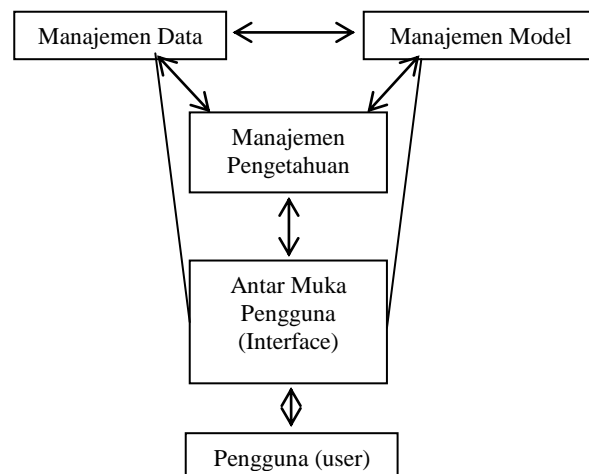 Manajemen Data
Manajemen Model
Manajemen
Pengetahuan
Antar Muka
Pengguna
(Interface)
Pengguna (user)